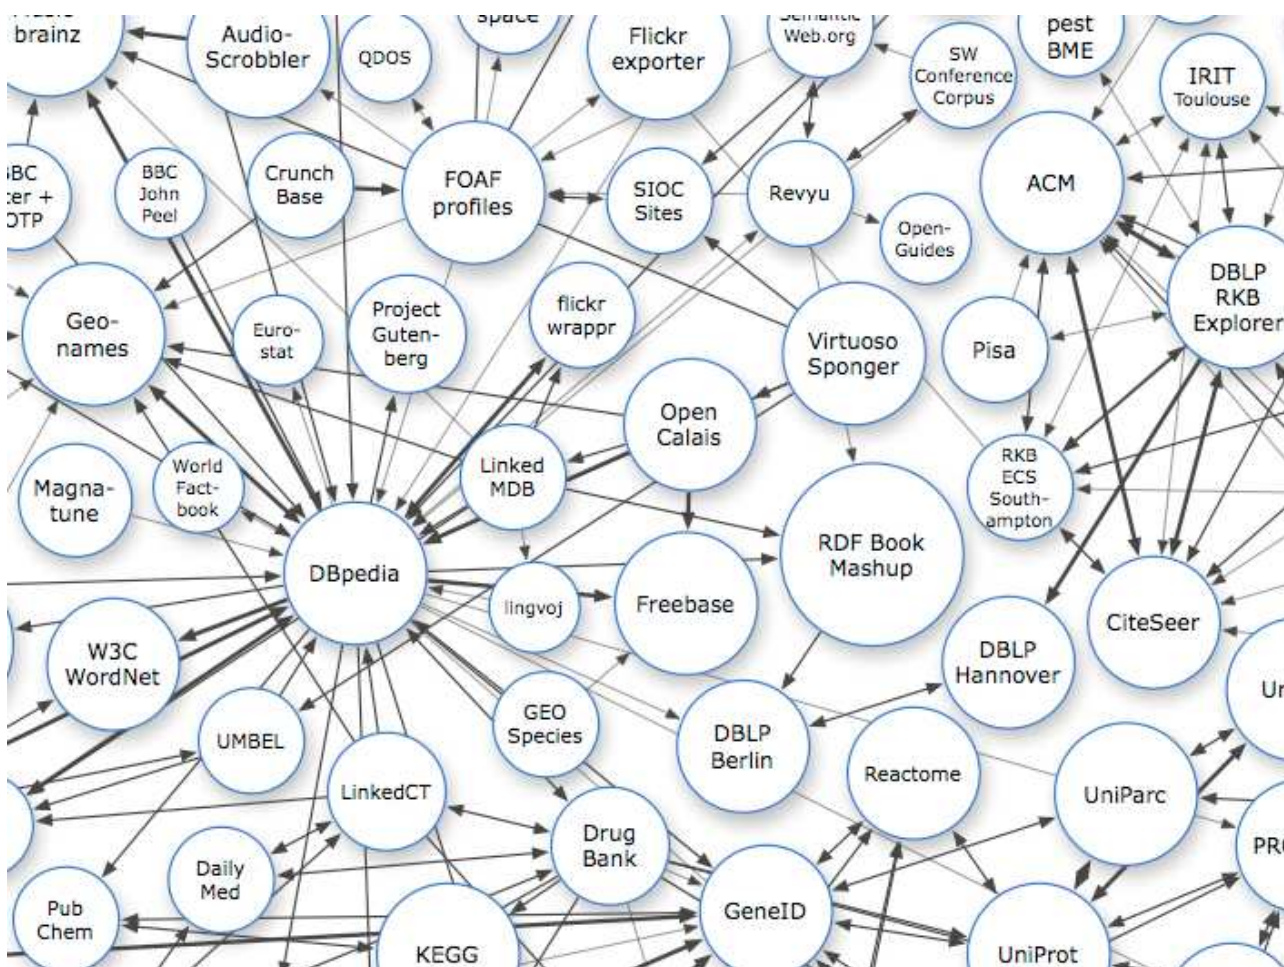 brainz
Audio-
Scrobbler
QDOS
space
Flickr
exporter
Semantic
Web.org
SW
Conference
Corpus
pest
BME
IRIT
Toulouse
BBC
John
Peel
Crunch
Base
FOAF
profiles
SIOC
Sites
Revyu
Open-
Guides
ACM
DBLP
RKB
Explorer
OTP
Geo-
names
Euro-
stat
Project
Guten-
berg
flickr
wrappr
Virtuoso
Sponger
Pisa
Open
Calais
Magna-
tune
World
Fact-
book
Linked
MDB
RKB
ECS
South-
ampton
DBpedia
lingvoj
Freebase
RDF Book
Mashup
CiteSeer
W3C
WordNet
UMBEL
GEO
Species
DBLP
Berlin
DBLP
Hannover
Reactome
UniParc
LinkedCT
Drug
Bank
Daily
Med
Pub
Chem
KEGG
GeneID
UniProt